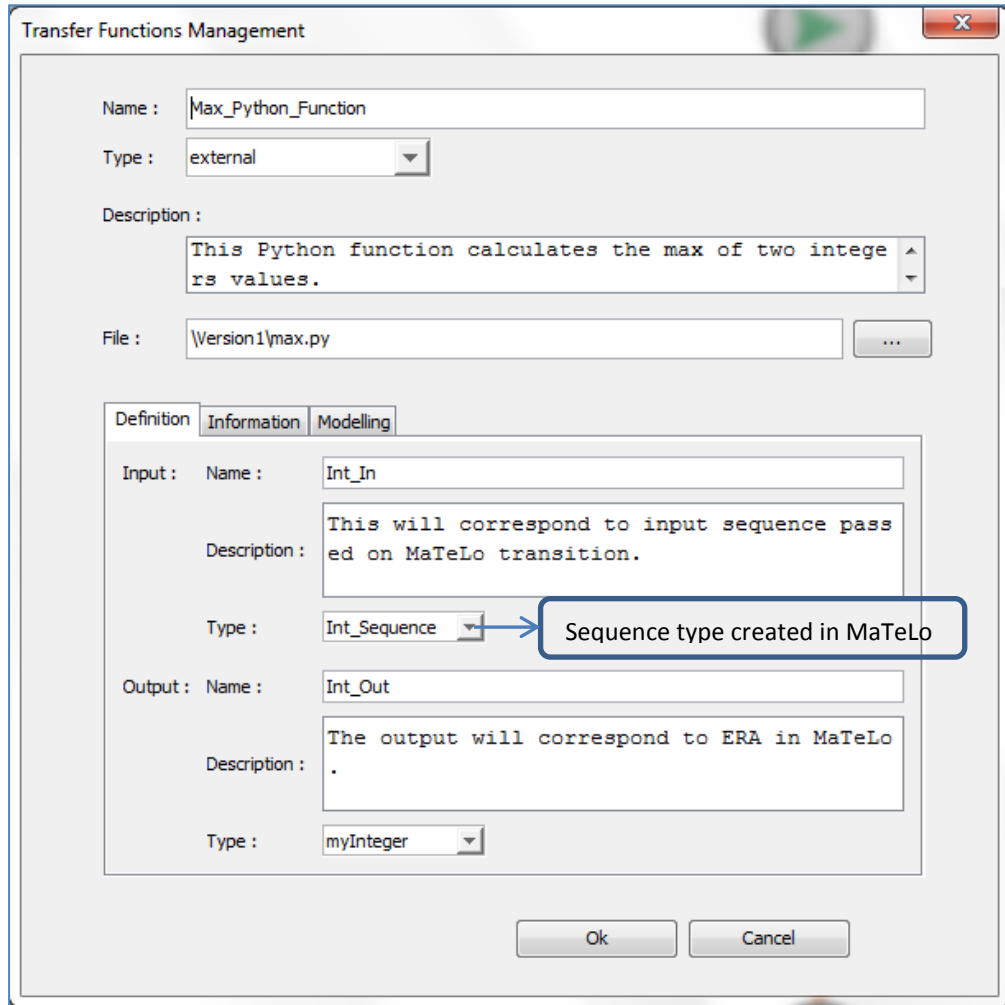 Transfer Functions Management
Name :
Max_Python_Function
Type :
external
Description :
This Python function calculates the max of two intege
rs values.
File :
\Version1\max.py
...
Definition Information Modelling
Input : Name :
Int_In
Description :
This will correspond to input sequence pass
ed on MaTeLo transition.
Type :
Int_Sequence
Sequence type created in MaTeLo
Output : Name :
Int_Out
Description :
The output will correspond to ERA in MaTeLo
.
Type :
myInteger
Ok
Cancel